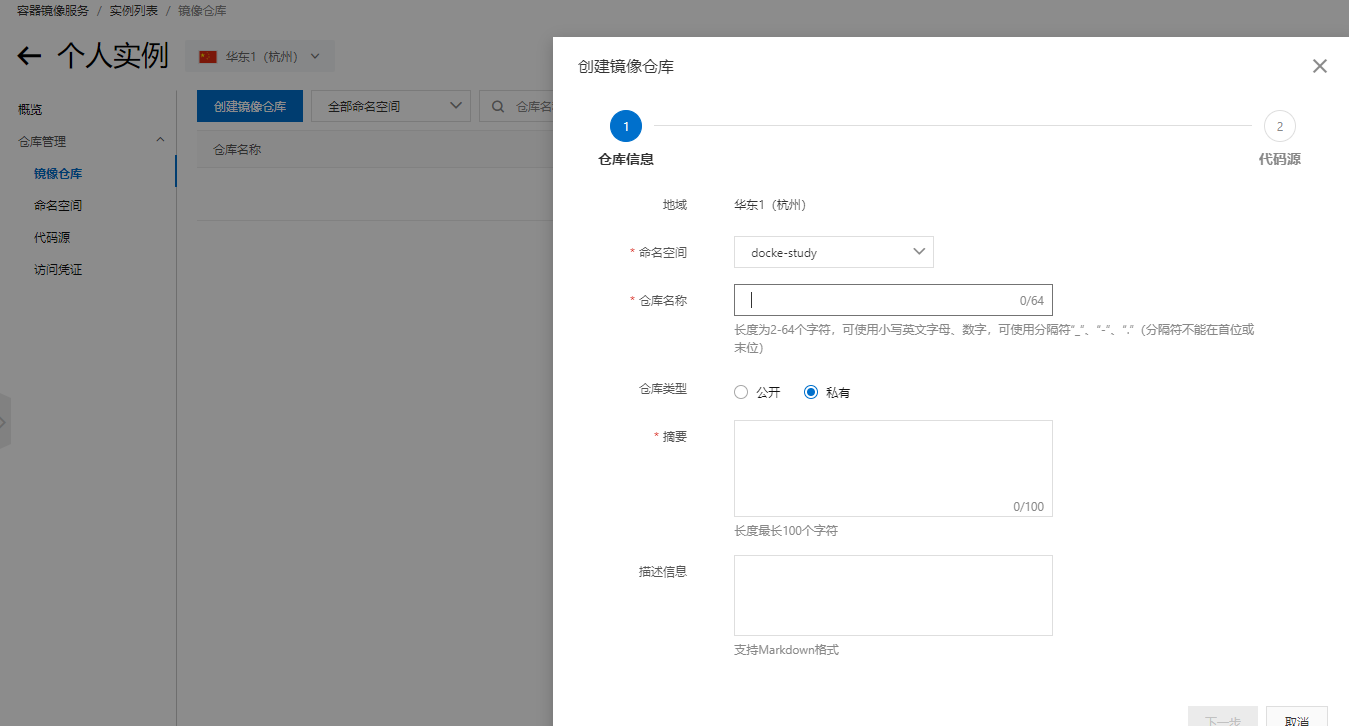 容器镜像服务 / 实例列表 / 镜像仓库
个人实例
华东1（杭州）
概览
仓库管理
镜像仓库
命名空间
代码源
访问凭证
创建镜像仓库
全部命名空间
仓库名
仓库名称
创建镜像仓库
1
2
仓库信息
代码源
地域
华东1（杭州）
* 命名空间
docke-study
* 仓库名称
0/64
长度为2-64个字符，可使用小写英文字母、数字，可使用分隔符“_”、“-”、“.”（分隔符不能在首位或
末位）
仓库类型
公开
私有
* 摘要
0/100
长度最长100个字符
描述信息
支持Markdown格式
下一步
取消